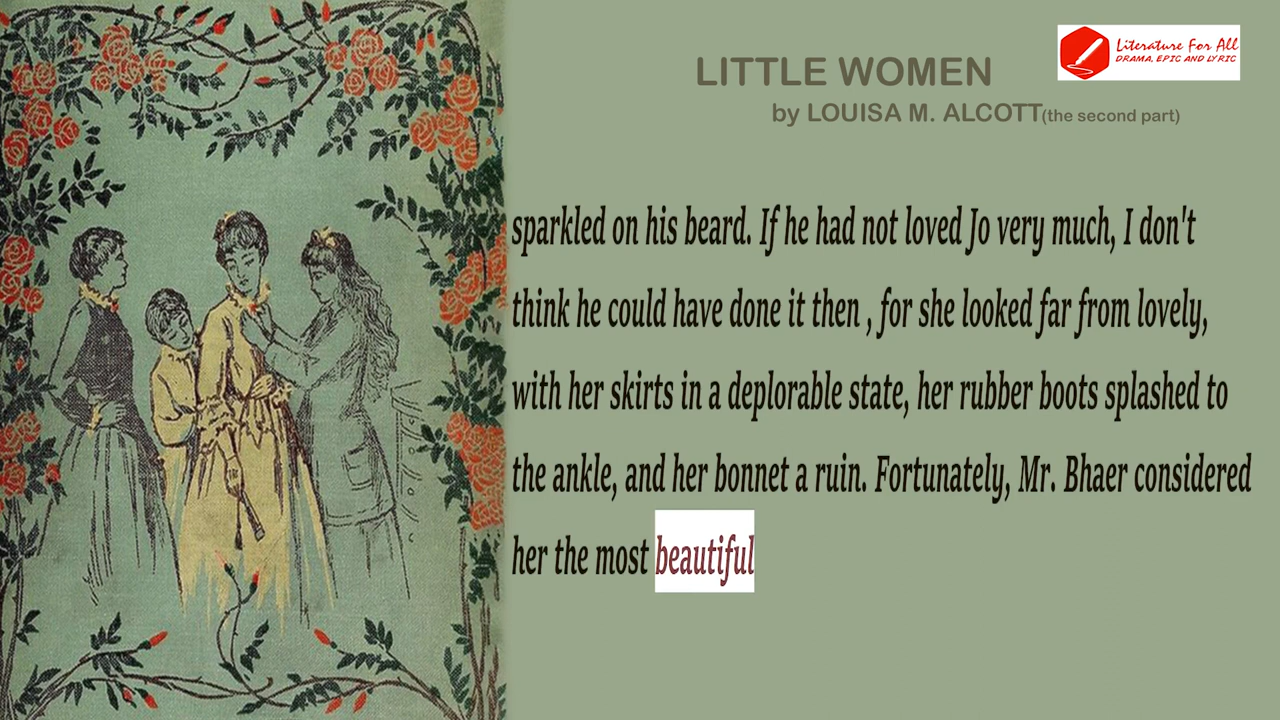 LITTLE WOMEN
by LOUISA M. ALCOTT(the second part)
Literature For All
DRAMA, EPIC AND LYRIC
sparkled on his beard. If he had not loved Jo very much, I don't
think he could have done it then , for she looked far from lovely,
with her skirts in a deplorable state, her rubber boots splashed to
the ankle, and her bonnet a ruin. Fortunately, Mr. Bhaer considered
her the most beautiful